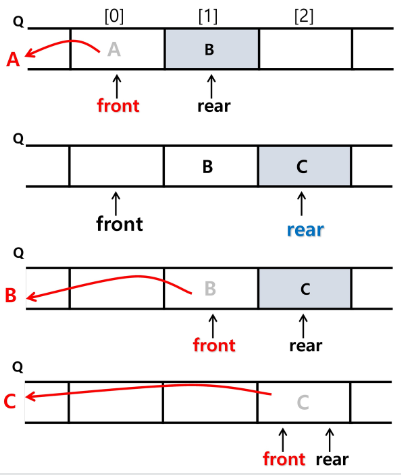 Q [0] [1] [2]
A A B
front rear
Q
B C
front rear
Q
B B C
front rear
Q
C C
front rear